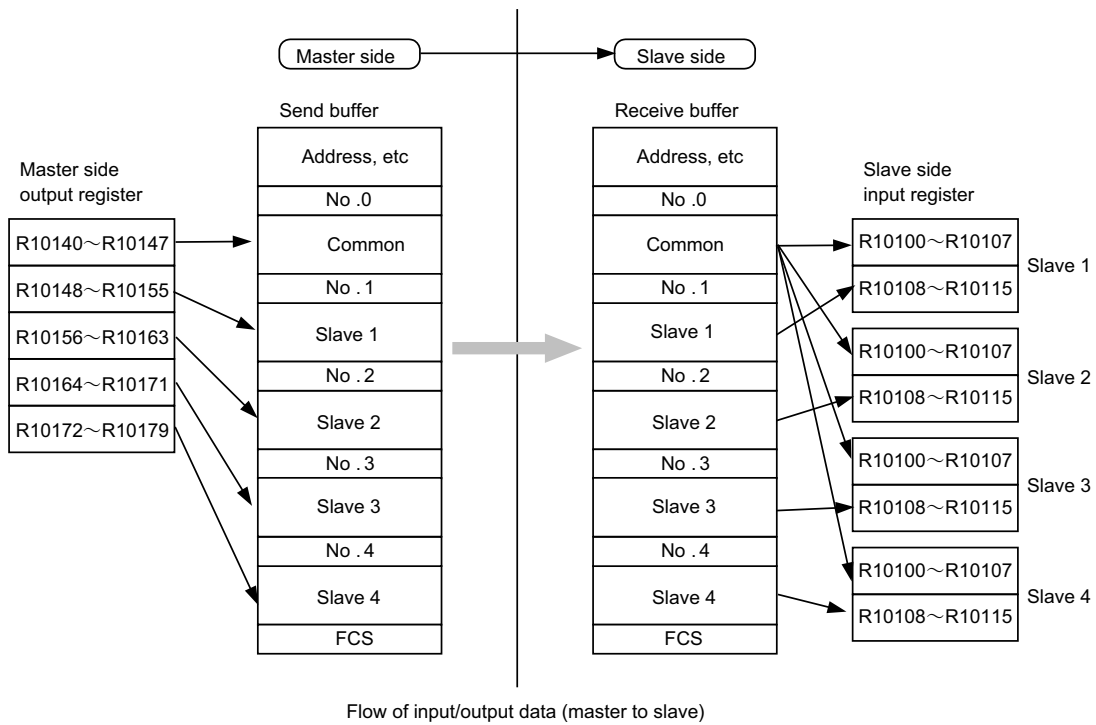 Master side
Slave side
Send buffer
Receive buffer
Master side
output register
R10140～R10147
R10148～R10155
R10156～R10163
R10164～R10171
R10172～R10179
Address, etc
No .0
Common
No . 1
Slave 1
No . 2
Slave 2
No . 3
Slave 3
No . 4
Slave 4
FCS
Address, etc
No .0
Common
No . 1
Slave 1
No . 2
Slave 2
No . 3
Slave 3
No . 4
Slave 4
FCS
Slave side
input register
R10100～R10107
R10108～R10115
Slave 1
R10100～R10107
R10108～R10115
Slave 2
R10100～R10107
R10108～R10115
Slave 3
R10100～R10107
R10108～R10115
Slave 4
Flow of input/output data (master to slave)